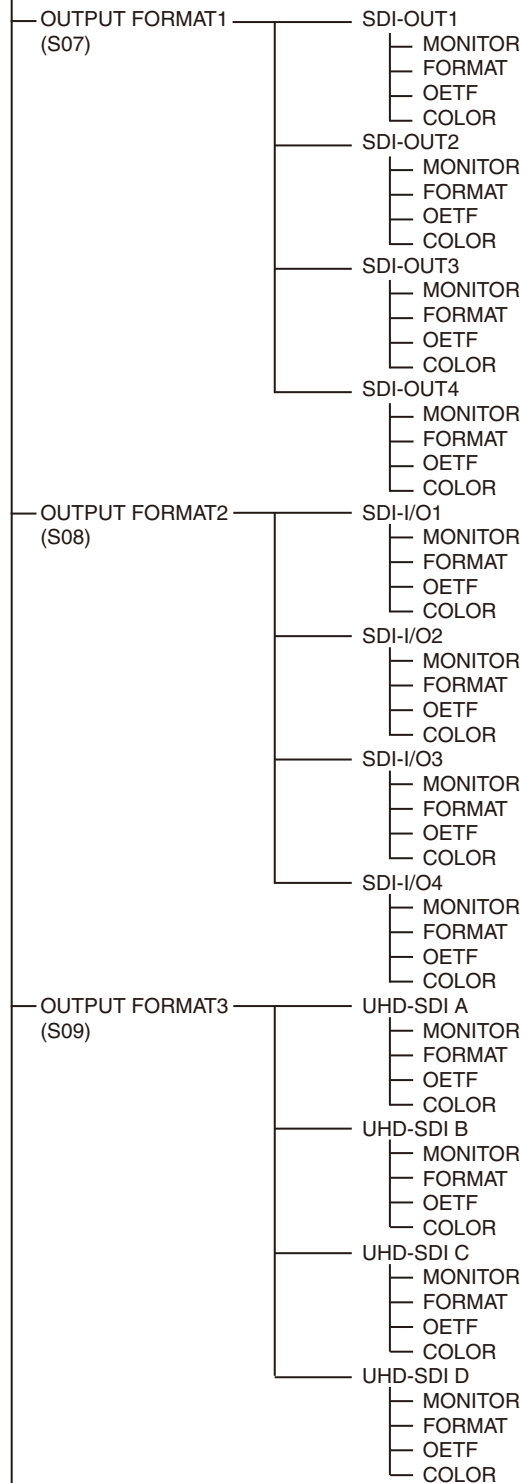 OUTPUT FORMAT1
(S07)
SDI-OUT1
MONITOR
FORMAT
OETF
COLOR
SDI-OUT2
MONITOR
FORMAT
OETF
COLOR
SDI-OUT3
MONITOR
FORMAT
OETF
COLOR
SDI-OUT4
MONITOR
FORMAT
OETF
COLOR
OUTPUT FORMAT2
(S08)
SDI-I/O1
MONITOR
FORMAT
OETF
COLOR
SDI-I/O2
MONITOR
FORMAT
OETF
COLOR
SDI-I/O3
MONITOR
FORMAT
OETF
COLOR
SDI-I/O4
MONITOR
FORMAT
OETF
COLOR
OUTPUT FORMAT3
(S09)
UHD-SDI A
MONITOR
FORMAT
OETF
COLOR
UHD-SDI B
MONITOR
FORMAT
OETF
COLOR
UHD-SDI C
MONITOR
FORMAT
OETF
COLOR
UHD-SDI D
MONITOR
FORMAT
OETF
COLOR